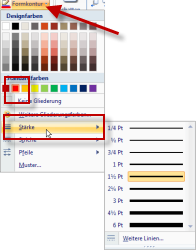 Formkontur
Designfarben
Standardfarben
Keine Gliederung
Weitere Gliederungsfarben
Stärke
Striche
Pfeile
Muster...
1/4 Pt
1/2 Pt
3/4 Pt
1 Pt
1½ Pt
2¼ Pt
3 Pt
4½ Pt
6 Pt
Weitere Linien...